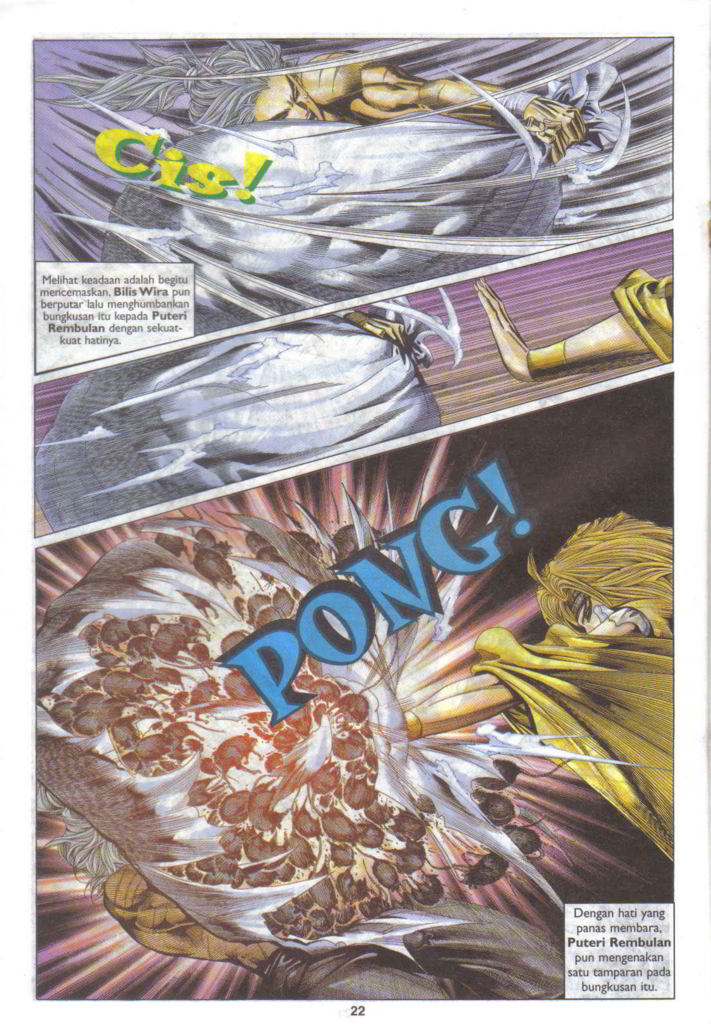 Cis!
Melihat keadaan adalah begitu
mencemaskan, Bilis Wira pun
berputar lalu menghumbankan
bungkusan itu kepada Puteri
Rembulan dengan sekuat-
kuat hatinya.
PONG!
Dengan hati yang
panas membara,
Puteri Rembulan
pun mengenakan
satu tamparan pada
bungkusan itu.
22